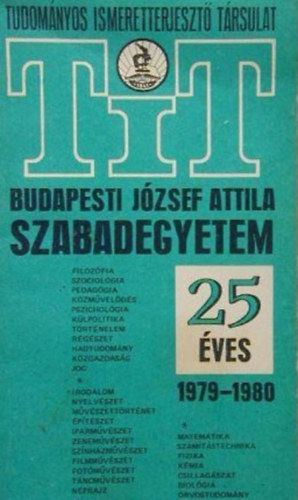 TUDOMÁNYOS ISMERETTERJESZTŐ TÁRSULAT
TIT
BUDAPESTI JÓZSEF ATTILA
SZABADEGYETEM
25
ÉVES
1979–1980
FILOZÓFIA
SZOCIOLÓGIA
PEDAGÓGIA
KÖZMŰVELŐDÉS
PSZICHOLÓGIA
KÜLPOLITIKA
TÖRTÉNELEM
RÉGÉSZET
HADTUDOMÁNY
KÖZGAZDASÁG
JOG
*
IRODALOM
NYELVÉSZET
MŰVÉSZETTÖRTÉNET
ÉPÍTÉSZET
IPARMŰVÉSZET
ZENEMŰVÉSZET
SZÍNHÁZMŰVÉSZET
FILMMŰVÉSZET
FOTÓMŰVÉSZET
TÁNCMŰVÉSZET
NÉPRAJZ
*
MATEMATIKA
SZÁMÍTÁSTECHNIKA
FIZIKA
KÉMIA
CSILLAGÁSZAT
BIOLÓGIA
ORVOSTUDOMÁNY